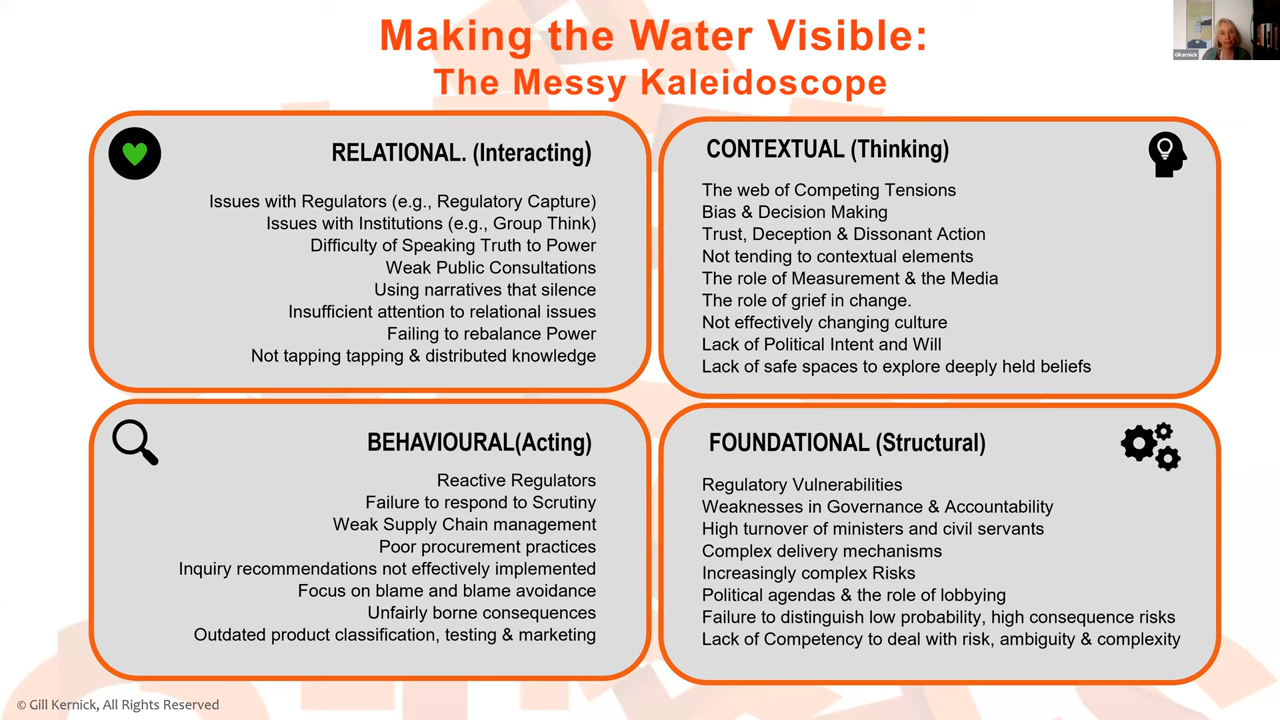 Making the Water Visible:
The Messy Kaleidoscope
GKernick
RELATIONAL. (Interacting)
Issues with Regulators (e.g., Regulatory Capture)
Issues with Institutions (e.g., Group Think)
Difficulty of Speaking Truth to Power
Weak Public Consultations
Using narratives that silence
Insufficient attention to relational issues
Failing to rebalance Power
Not tapping tapping & distributed knowledge
CONTEXTUAL (Thinking)
The web of Competing Tensions
Bias & Decision Making
Trust, Deception & Dissonant Action
Not tending to contextual elements
The role of Measurement & the Media
The role of grief in change.
Not effectively changing culture
Lack of Political Intent and Will
Lack of safe spaces to explore deeply held beliefs
BEHAVIOURAL(Acting)
Reactive Regulators
Failure to respond to Scrutiny
Weak Supply Chain management
Poor procurement practices
Inquiry recommendations not effectively implemented
Focus on blame and blame avoidance
Unfairly borne consequences
Outdated product classification, testing & marketing
FOUNDATIONAL (Structural)
Regulatory Vulnerabilities
Weaknesses in Governance & Accountability
High turnover of ministers and civil servants
Complex delivery mechanisms
Increasingly complex Risks
Political agendas & the role of lobbying
Failure to distinguish low probability, high consequence risks
Lack of Competency to deal with risk, ambiguity & complexity
© Gill Kernick, All Rights Reserved